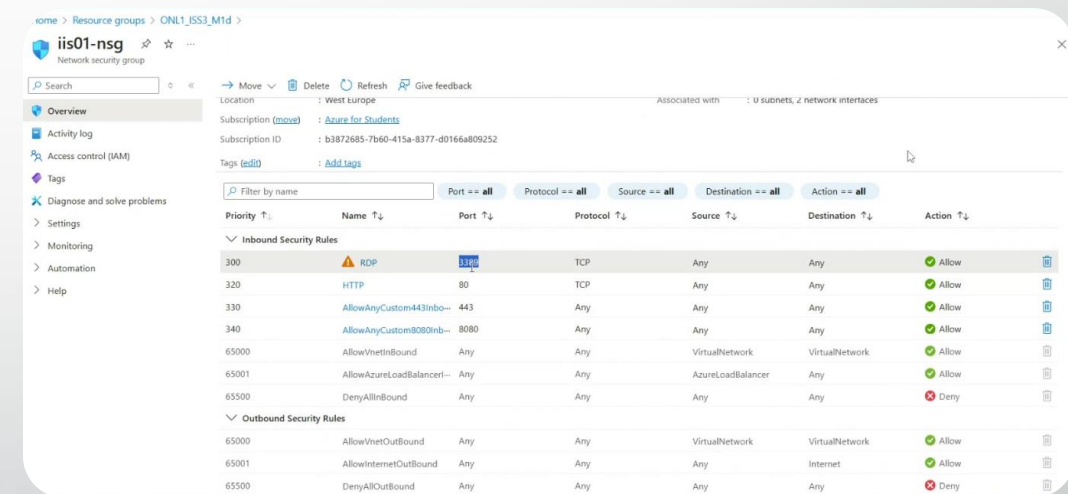 Home > Resource groups > ONL1_ISS3_M1d >
iis01-nsg
Network security group
Search
Move Delete Refresh Give feedback
Overview
Location : West Europe Associated with : 0 subnets, 2 network interfaces
Activity log
Subscription (move) : Azure for Students
Access control (IAM)
Subscription ID : b3872685-7b60-415a-8377-d0166a809252
Tags
Tags (edit) : Add tags
Diagnose and solve problems
Settings
Monitoring
Automation
Help
Filter by name Port == all Protocol == all Source == all Destination == all Action == all
Priority Name Port Protocol Source Destination Action
Inbound Security Rules
300 RDP 3389 TCP Any Any Allow
320 HTTP 80 TCP Any Any Allow
330 AllowAnyCustom443Inbo... 443 Any Any Any Allow
340 AllowAnyCustom8080Inb... 8080 Any Any Any Allow
65000 AllowVnetInBound Any Any VirtualNetwork VirtualNetwork Allow
65001 AllowAzureLoadBalancerI... Any Any AzureLoadBalancer Any Allow
65500 DenyAllInBound Any Any Any Any Deny
Outbound Security Rules
65000 AllowVnetOutBound Any Any VirtualNetwork VirtualNetwork Allow
65001 AllowInternetOutBound Any Any Any Internet Allow
65500 DenyAllOutBound Any Any Any Any Deny